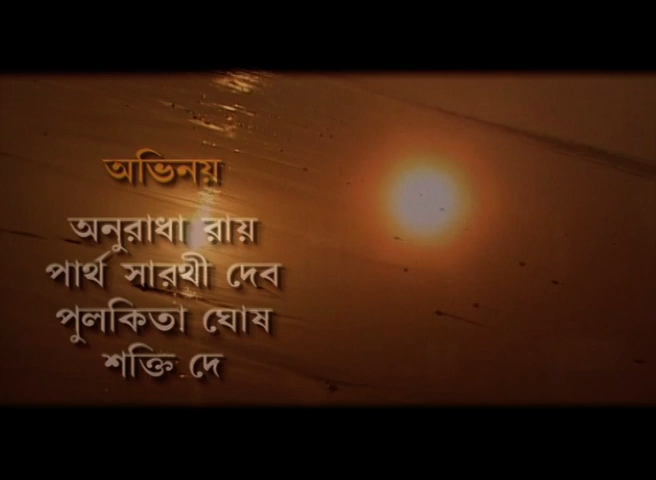 অভিনয়
অনুরাধা রায়
পার্থ সারথী দেব
পুলকিতা ঘোষ
শক্তি দে